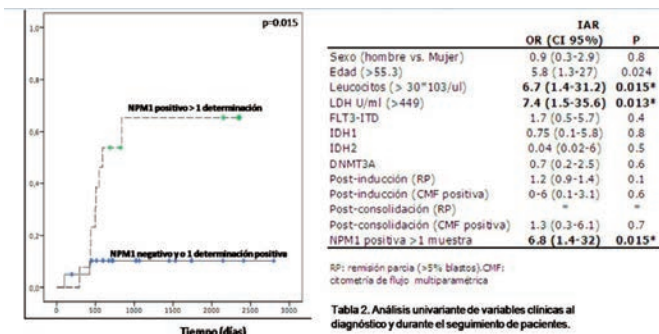 p=0.015
1,0
0,8
NPM1 positivo > 1 determinación
0,6
0,4
0,2
NPM1 negativo y o 1 determinación positiva
0,0
0 500 1000 1500 2000 2500 3000
Tiempo (días)
IAR
OR (CI 95%) P
Sexo (hombre vs. Mujer) 0.9 (0.3-2.9) 0.8
Edad (>55.3) 5.8 (1.3-27) 0.024
Leucocitos (> 30*103/ul) 6.7 (1.4-31.2) 0.015*
LDH U/ml (>449) 7.4 (1.5-35.6) 0.013*
FLT3-ITD 1.7 (0.5-5.7) 0.4
IDH1 0.75 (0.1-5.8) 0.8
IDH2 0.04 (0.02-6) 0.5
DNMT3A 0.7 (0.2-2.5) 0.6
Post-inducción (RP) 1.2 (0.9-1.4) 0.1
Post-inducción (CMF positiva) 0-6 (0.1-3.1) 0.6
Post-consolidación (RP) * *
Post-consolidación (CMF positiva) 1.3 (0.3-6.1) 0.7
NPM1 positiva >1 muestra 6.8 (1.4-32) 0.015*
RP: remisión parcia (>5% blastos).CMF:
citometría de flujo multiparamétrica
Tabla 2. Análisis univariante de variables clínicas al
diagnóstico y durante el seguimiento de pacientes.